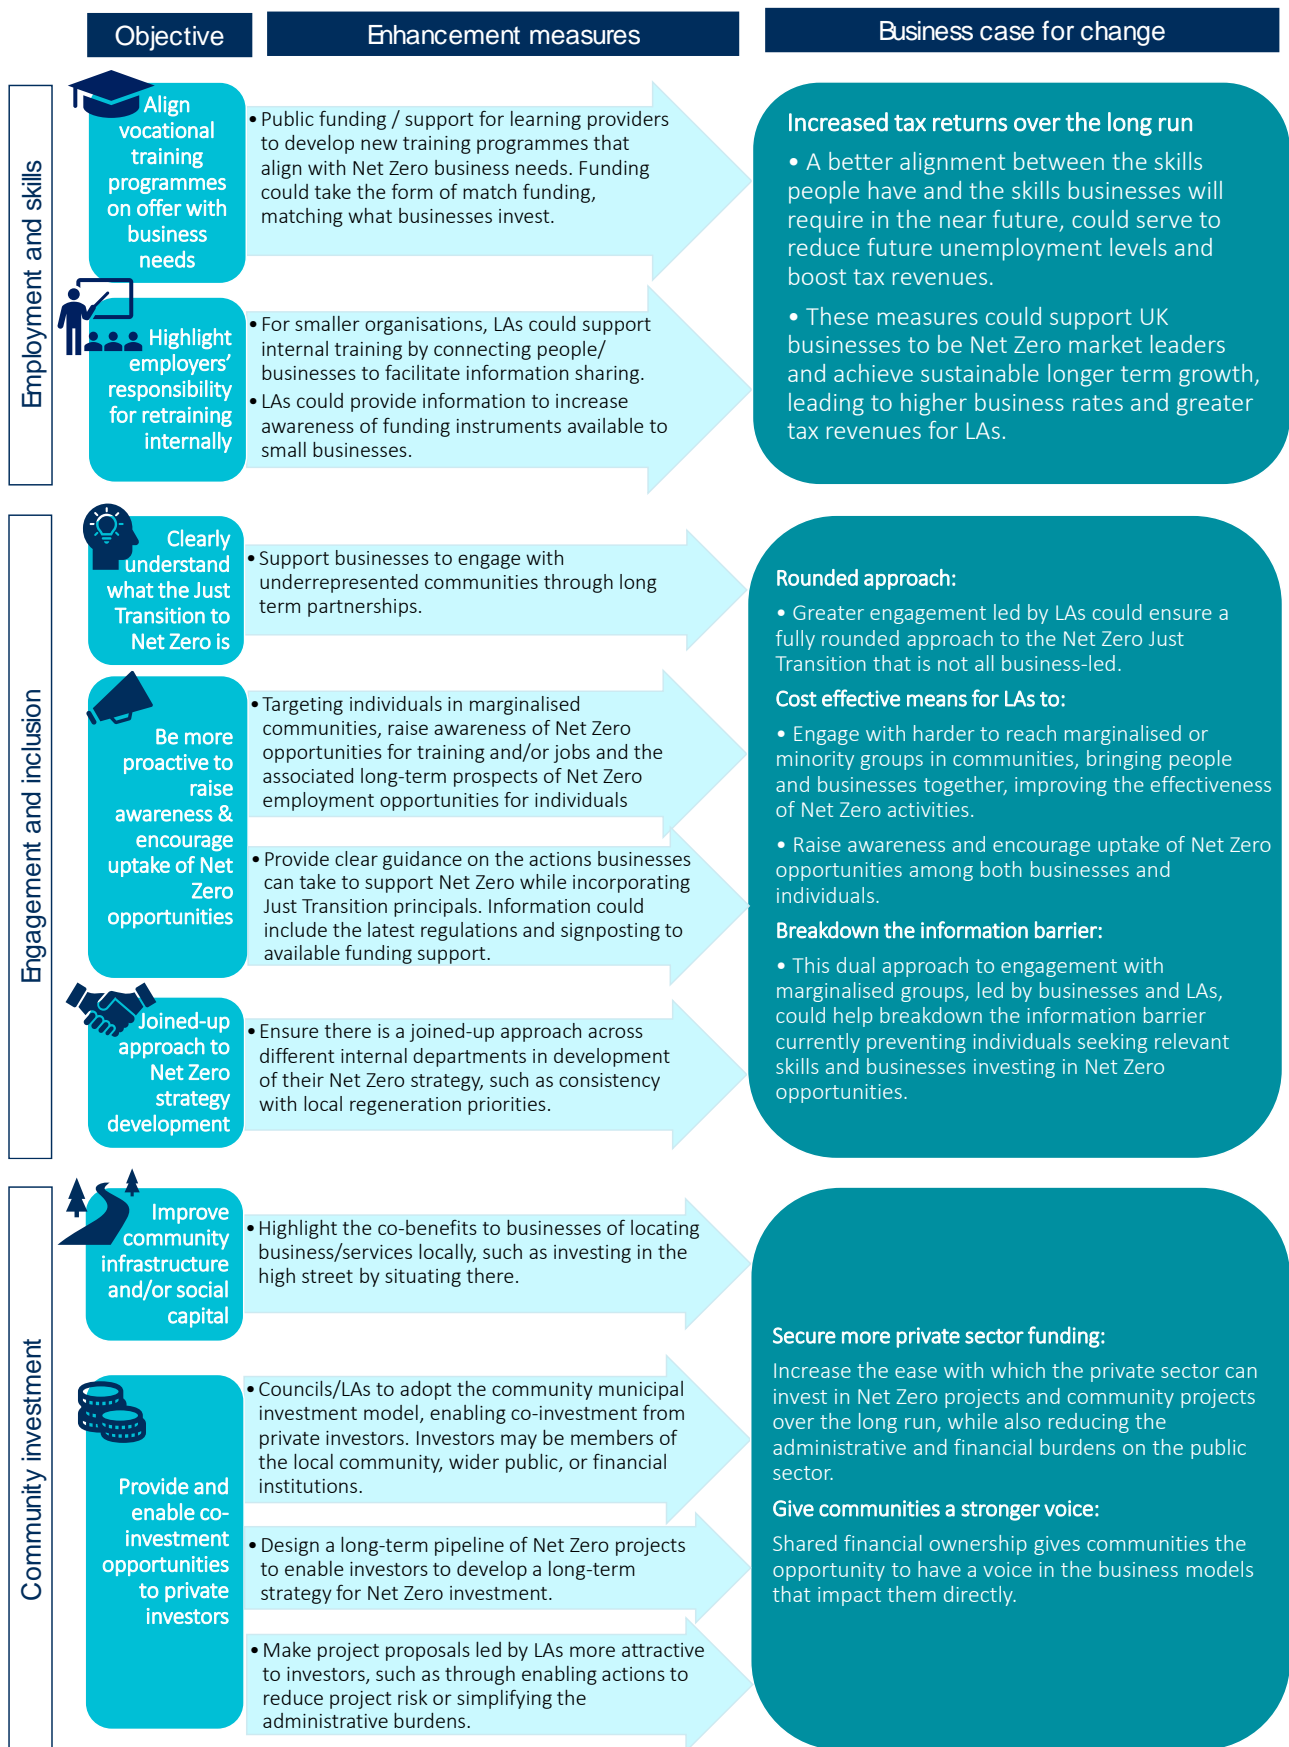 Objective
Enhancement measures
Business case for change
Employment and skills
Align
vocational
training
programmes
on offer with
business
needs
• Public funding / support for learning providers
to develop new training programmes that
align with Net Zero business needs. Funding
could take the form of match funding,
matching what businesses invest.
Highlight
employers’
responsibility
for retraining
internally
• For smaller organisations, LAs could support
internal training by connecting people/
businesses to facilitate information sharing.
• LAs could provide information to increase
awareness of funding instruments available to
small businesses.
Increased tax returns over the long run
• A better alignment between the skills
people have and the skills businesses will
require in the near future, could serve to
reduce future unemployment levels and
boost tax revenues.
• These measures could support UK
businesses to be Net Zero market leaders
and achieve sustainable longer term growth,
leading to higher business rates and greater
tax revenues for LAs.
Engagement and inclusion
Clearly
understand
what the Just
Transition to
Net Zero is
• Support businesses to engage with
underrepresented communities through long
term partnerships.
Be more
proactive to
raise
awareness &
encourage
uptake of Net
Zero
opportunities
• Targeting individuals in marginalised
communities, raise awareness of Net Zero
opportunities for training and/or jobs and the
associated long-term prospects of Net Zero
employment opportunities for individuals
• Provide clear guidance on the actions businesses
can take to support Net Zero while incorporating
Just Transition principals. Information could
include the latest regulations and signposting to
available funding support.
Joined-up
approach to
Net Zero
strategy
development
• Ensure there is a joined-up approach across
different internal departments in development
of their Net Zero strategy, such as consistency
with local regeneration priorities.
Rounded approach:
• Greater engagement led by LAs could ensure a
fully rounded approach to the Net Zero Just
Transition that is not all business-led.
Cost effective means for LAs to:
• Engage with harder to reach marginalised or
minority groups in communities, bringing people
and businesses together, improving the effectiveness
of Net Zero activities.
• Raise awareness and encourage uptake of Net Zero
opportunities among both businesses and
individuals.
Breakdown the information barrier:
• This dual approach to engagement with
marginalised groups, led by businesses and LAs,
could help breakdown the information barrier
currently preventing individuals seeking relevant
skills and businesses investing in Net Zero
opportunities.
Community investment
Improve
community
infrastructure
and/or social
capital
• Highlight the co-benefits to businesses of locating
business/services locally, such as investing in the
high street by situating there.
Provide and
enable co-
investment
opportunities
to private
investors
• Councils/LAs to adopt the community municipal
investment model, enabling co-investment from
private investors. Investors may be members of
the local community, wider public, or financial
institutions.
• Design a long-term pipeline of Net Zero projects
to enable investors to develop a long-term
strategy for Net Zero investment.
• Make project proposals led by LAs more attractive
to investors, such as through enabling actions to
reduce project risk or simplifying the
administrative burdens.
Secure more private sector funding:
Increase the ease with which the private sector can
invest in Net Zero projects and community projects
over the long run, while also reducing the
administrative and financial burdens on the public
sector.
Give communities a stronger voice:
Shared financial ownership gives communities the
opportunity to have a voice in the business models
that impact them directly.